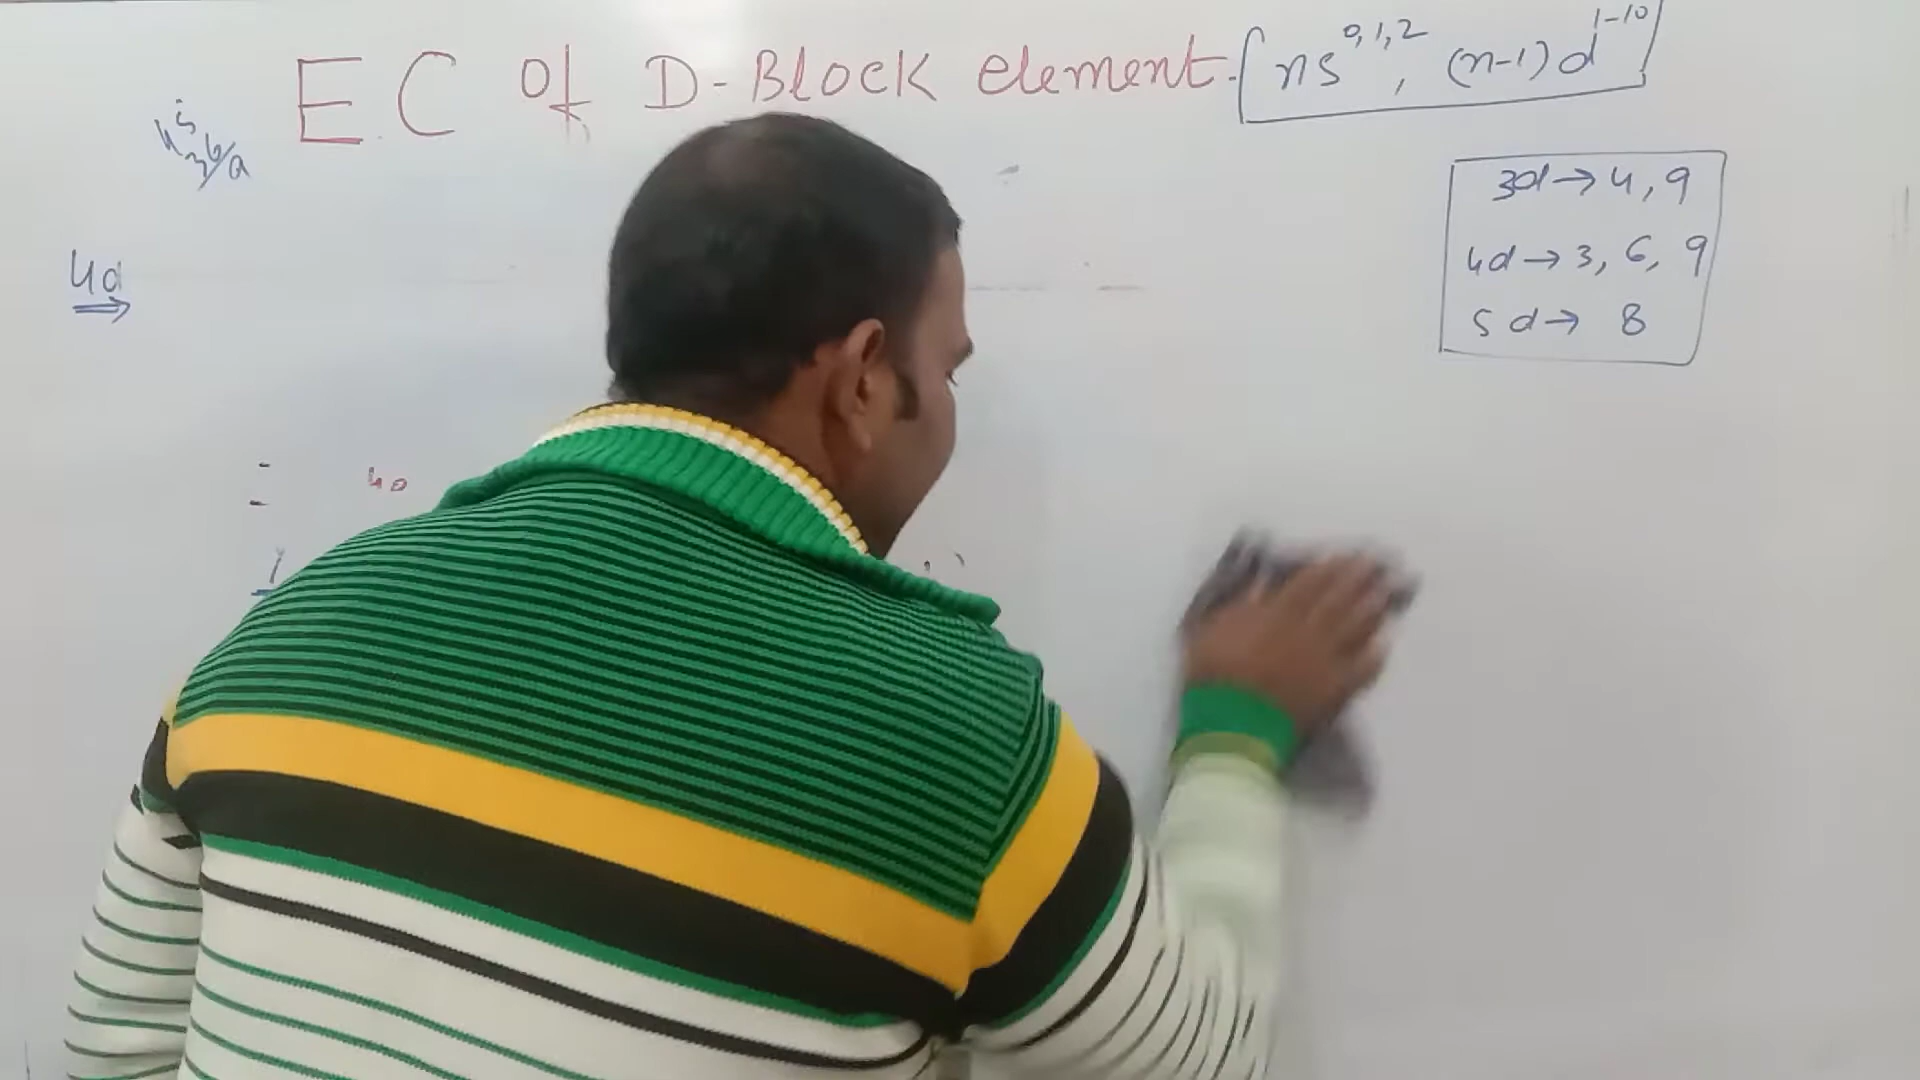 E.C Of D-Block element. [ns^0,1,2, (n-1)d^1-10]
3d→4,9
4d→3, 6, 9
5d→ 8
4d
40